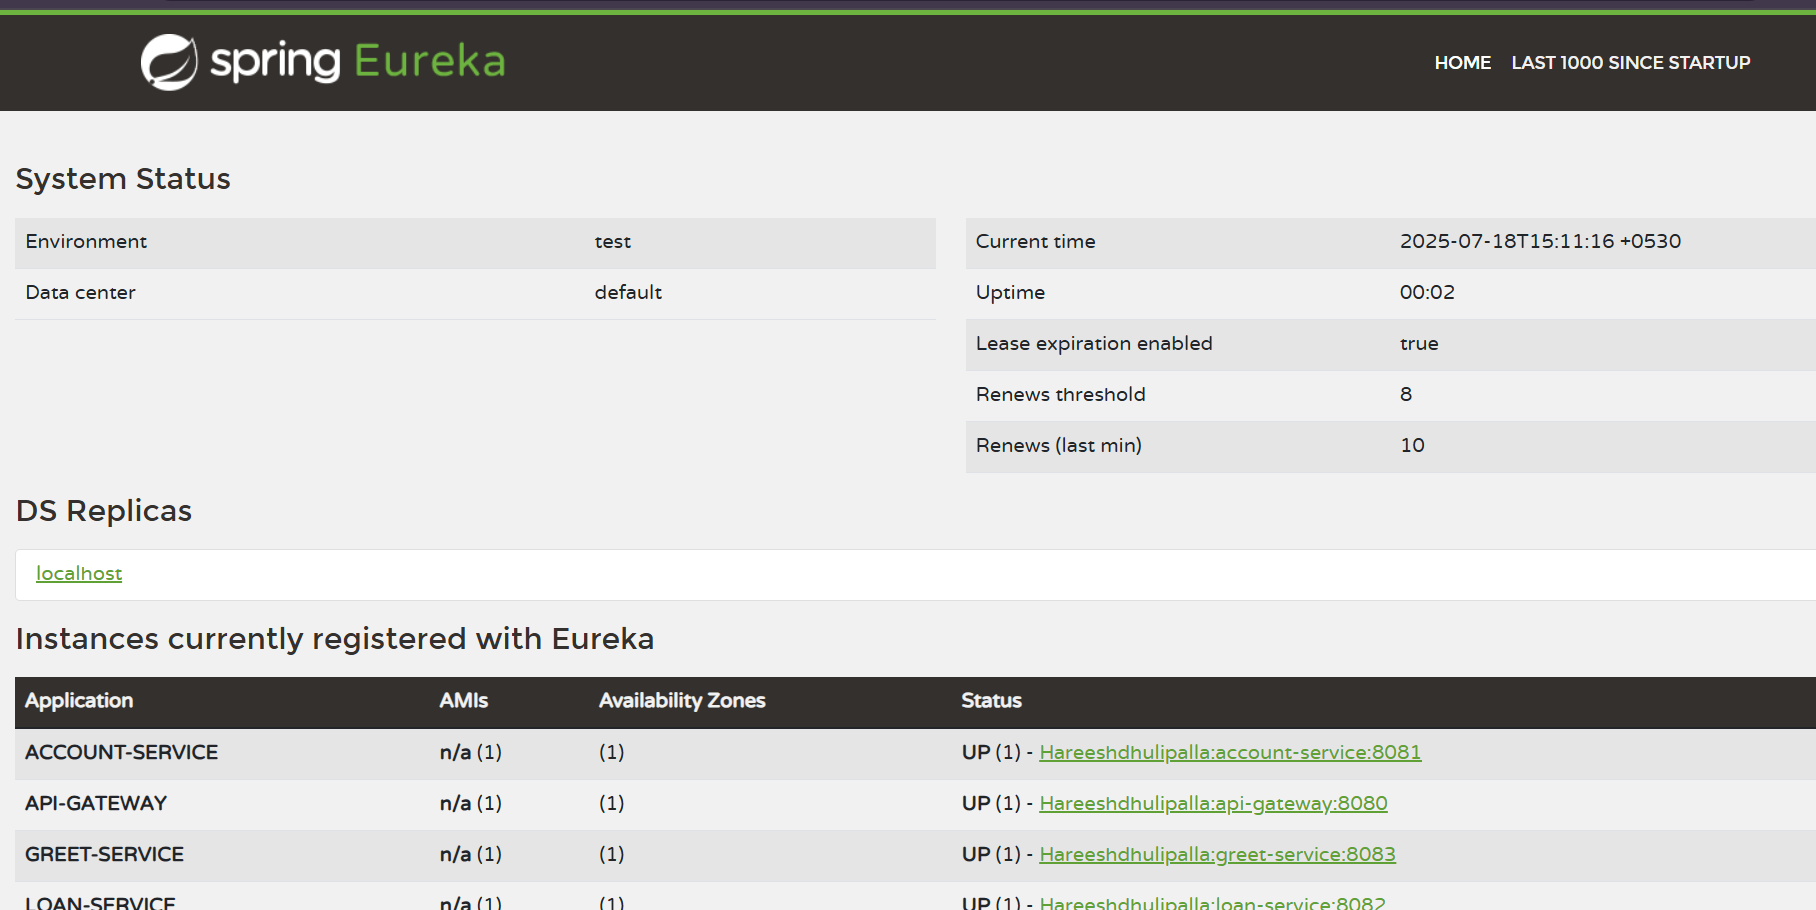 spring Eureka
HOME LAST 1000 SINCE STARTUP
System Status
Environment test
Data center default
Current time 2025-07-18T15:11:16 +0530
Uptime 00:02
Lease expiration enabled true
Renews threshold 8
Renews (last min) 10
DS Replicas
localhost
Instances currently registered with Eureka
Application AMIs Availability Zones Status
ACCOUNT-SERVICE n/a (1) (1) UP (1) - Hareeshdhulipalla:account-service:8081
API-GATEWAY n/a (1) (1) UP (1) - Hareeshdhulipalla:api-gateway:8080
GREET-SERVICE n/a (1) (1) UP (1) - Hareeshdhulipalla:greet-service:8083
LOAN-SERVICE n/a (1) (1) UP (1) - Hareeshdhulipalla:loan-service:8082